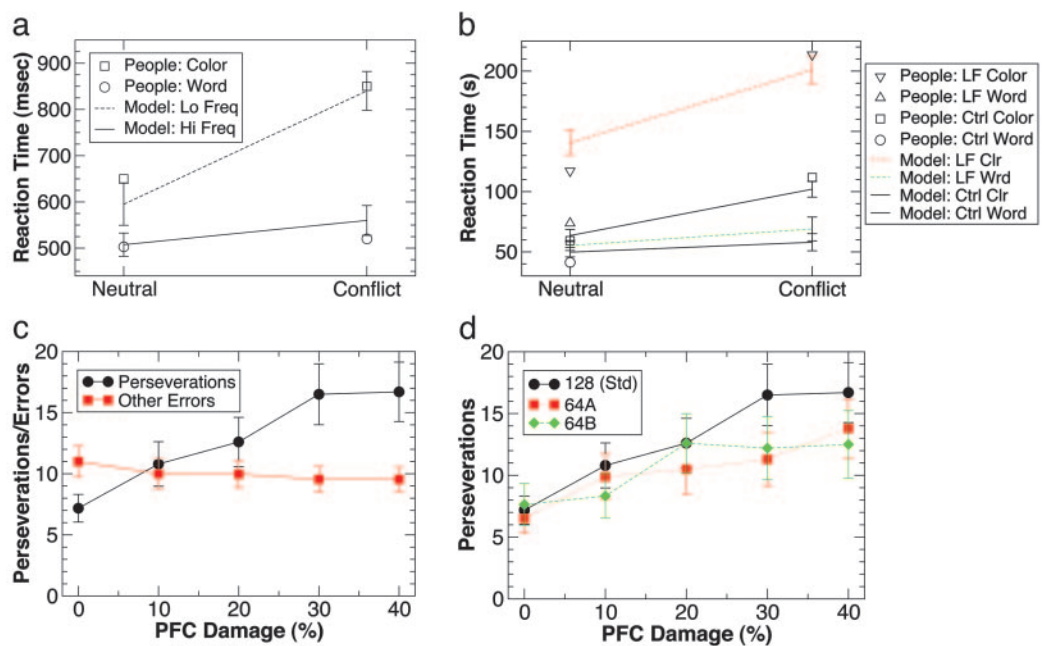 a
Reaction Time (msec)
900
800
700
600
500
People: Color
People: Word
Model: Lo Freq
Model: Hi Freq
Neutral
Conflict
b
Reaction Time (s)
200
150
100
50
Neutral
Conflict
People: LF Color
People: LF Word
People: Ctrl Color
People: Ctrl Word
Model: LF Clr
Model: LF Wrd
Model: Ctrl Clr
Model: Ctrl Word
c
Perseverations/Errors
20
15
10
5
0
Perseverations
Other Errors
0 10 20 30 40
PFC Damage (%)
d
Perseverations
20
15
10
5
0
128 (Std)
64A
64B
0 10 20 30 40
PFC Damage (%)